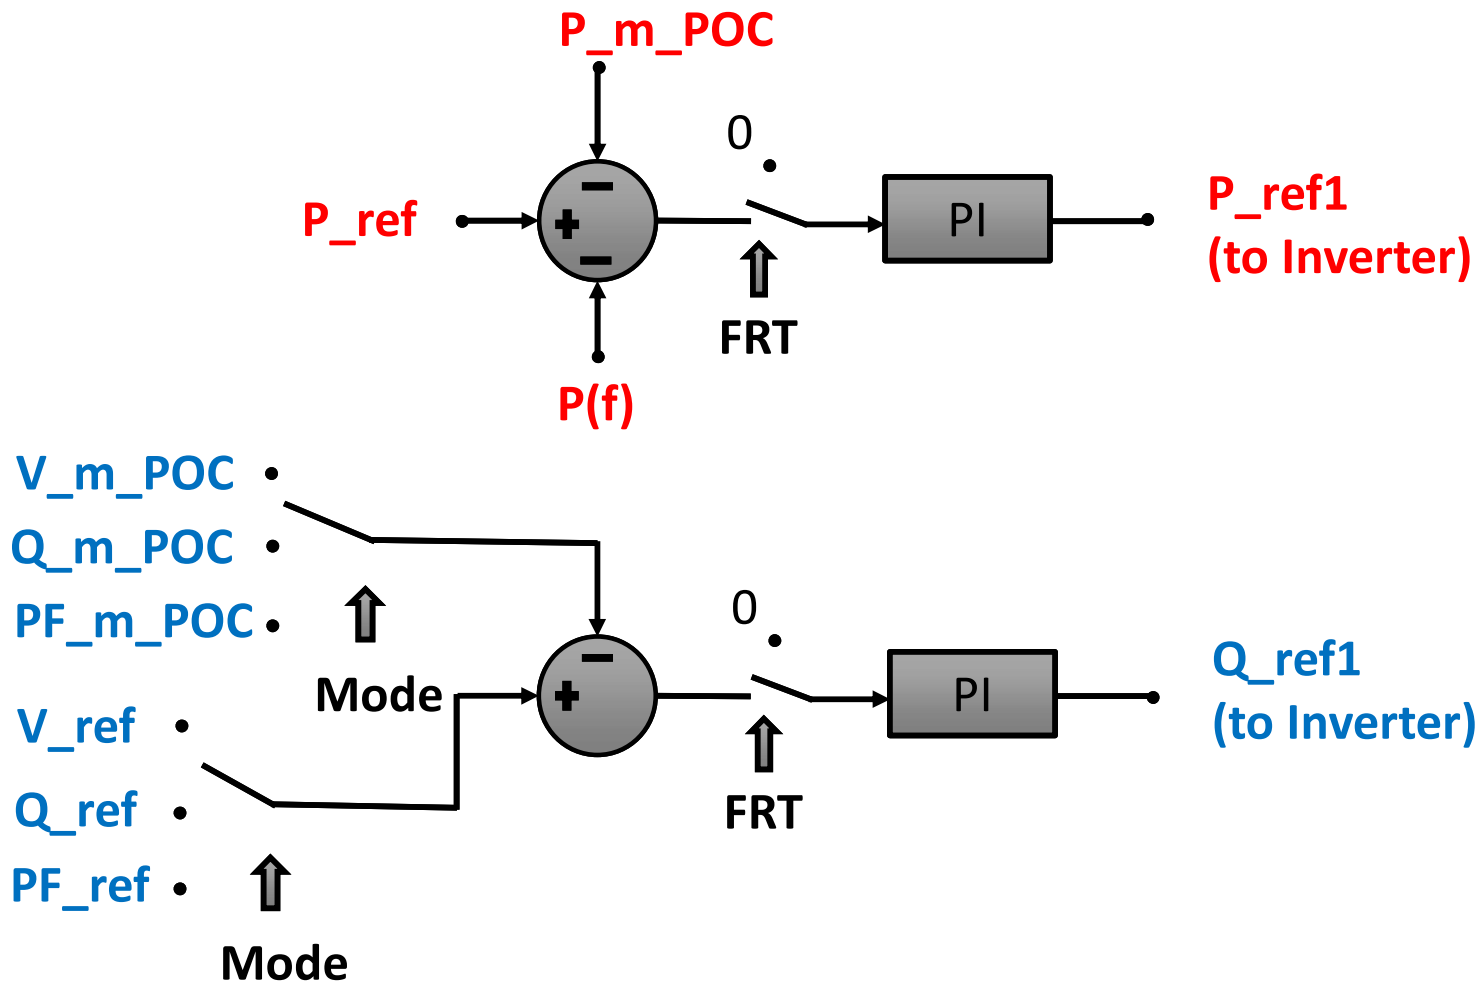 P_m_POC
0
P_ref
PI
P_ref1
(to Inverter)
FRT
P(f)
V_m_POC
Q_m_POC
PF_m_POC
Mode
0
V_ref
Q_ref
PF_ref
Mode
PI
FRT
Q_ref1
(to Inverter)